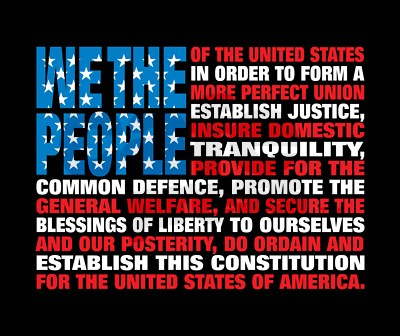 WE THE
PEOPLE
OF THE UNITED STATES
IN ORDER TO FORM A
MORE PERFECT UNION
ESTABLISH JUSTICE,
INSURE DOMESTIC
TRANQUILITY,
PROVIDE FOR THE
COMMON DEFENCE, PROMOTE THE
GENERAL WELFARE, AND SECURE THE
BLESSINGS OF LIBERTY TO OURSELVES
AND OUR POSTERITY, DO ORDAIN AND
ESTABLISH THIS CONSTITUTION
FOR THE UNITED STATES OF AMERICA.